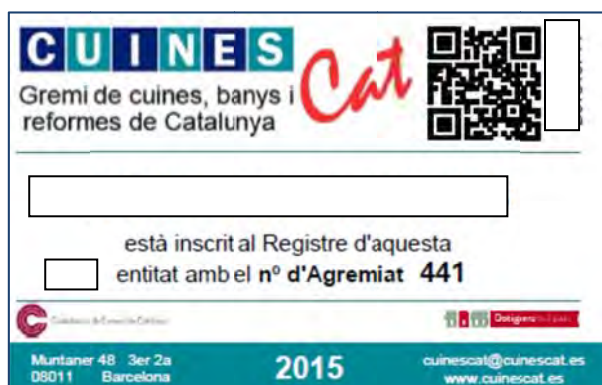 CUINES
Cat
Gremi de cuines, banys i
reformes de Catalunya
està inscrit al Registre d'aquesta
entitat amb el nº d'Agremiat 441
Muntaner 48 3er 2a
08011 Barcelona
2015
cuinescat@cuinescat.es
www.cuinescat.es